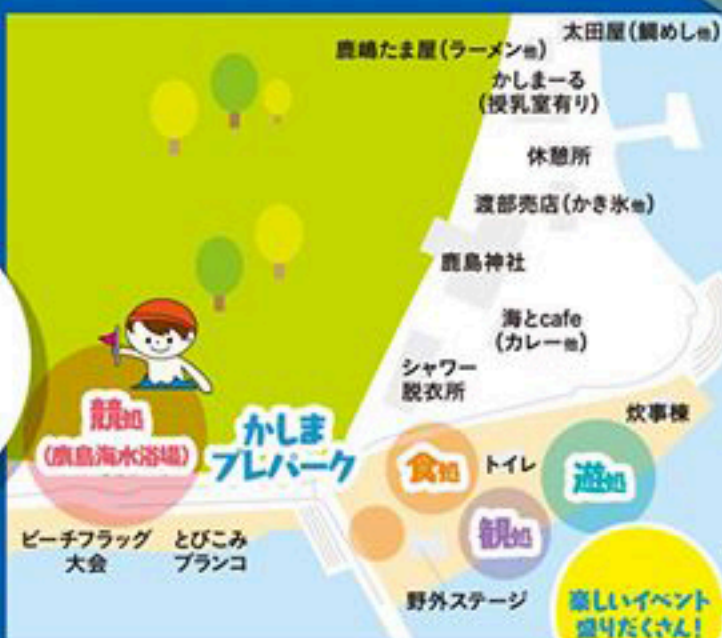 太田屋(鯛めし他)
鹿嶋たま屋(ラーメン他)
かしまーる
(授乳室有り)
休憩所
渡部売店(かき氷他)
鹿島神社
海とcafe
(カレー他)
シャワー
脱衣所
炊事棟
競処
(鹿島海水浴場)
かしま
プレパーク
食処
トイレ
遊処
観処
ビーチフラッグ
大会
とびこみ
ブランコ
野外ステージ
楽しいイベント
盛りだくさん!